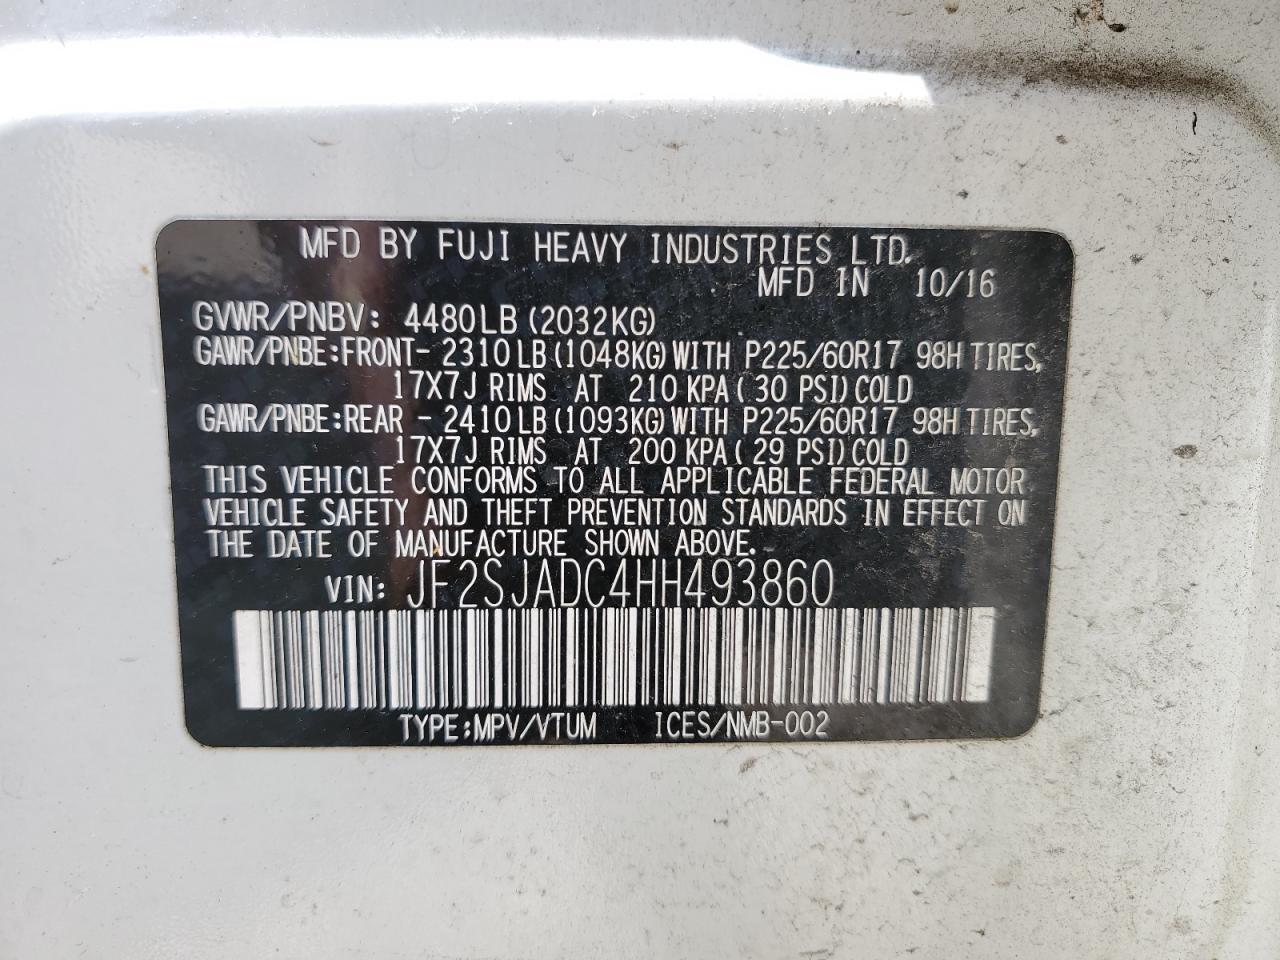 MFD BY FUJI HEAVY INDUSTRIES LTD.
MFD IN 10/16
GVWR/PNBV: 4480LB (2032KG)
GAWR/PNBE:FRONT- 2310LB (1048KG) WITH P225/60R17 98H TIRES,
17X7J RIMS AT 210 KPA ( 30 PSI) COLD
GAWR/PNBE:REAR - 2410LB (1093KG) WITH P225/60R17 98H TIRES,
17X7J RIMS AT 200 KPA ( 29 PSI) COLD
THIS VEHICLE CONFORMS TO ALL APPLICABLE FEDERAL MOTOR
VEHICLE SAFETY AND THEFT PREVENTION STANDARDS IN EFFECT ON
THE DATE OF MANUFACTURE SHOWN ABOVE.
VIN: JF2SJADC4HH493860
TYPE:MPV/VTUM ICES/NMB-002